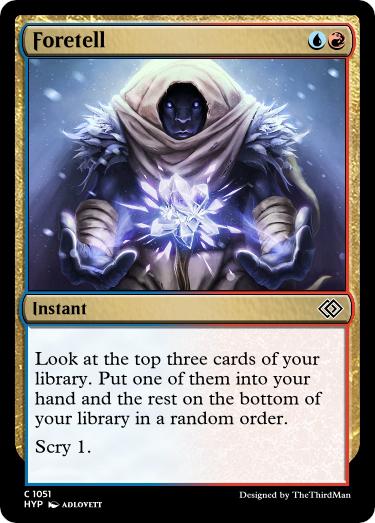 Foretell
Instant
Look at the top three cards of your
library. Put one of them into your
hand and the rest on the bottom of
your library in a random order.
Scry 1.
C 1051
HYP ADLOVETT
Designed by TheThirdMan